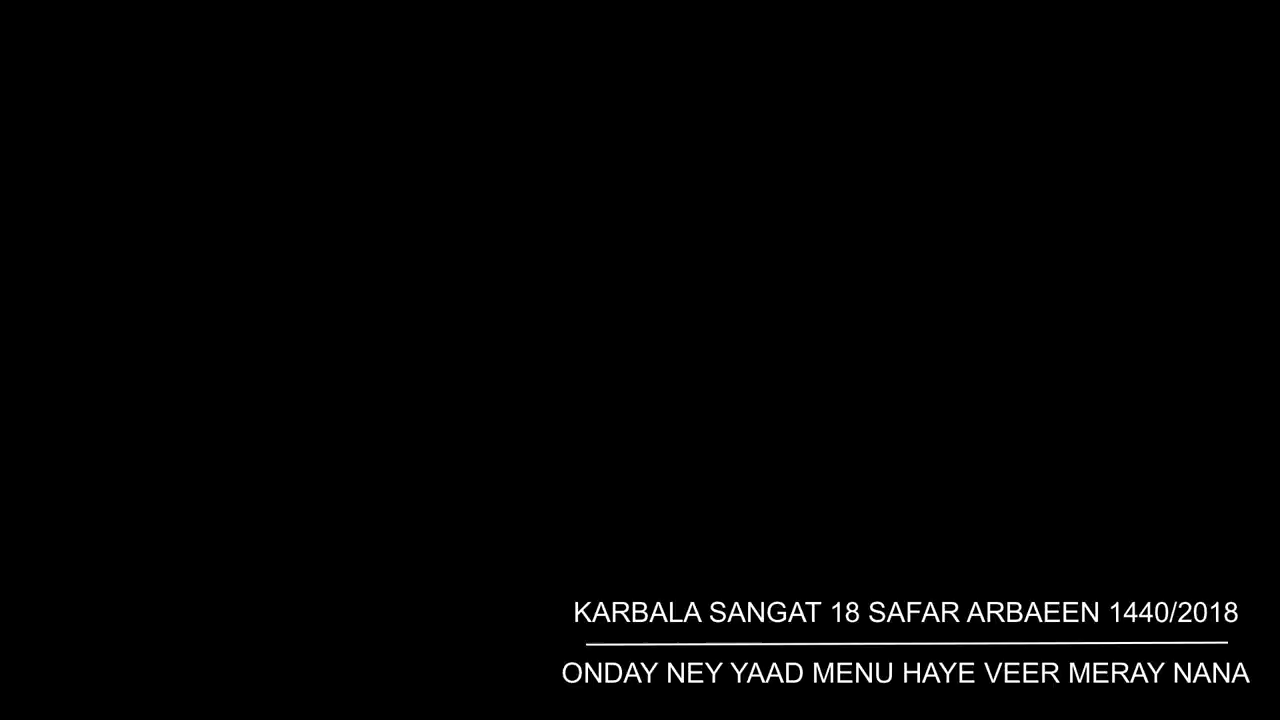 KARBALA SANGAT 18 SAFAR ARBAEEN 1440/2018
ONDAY NEY YAAD MENU HAYE VEER MERAY NANA